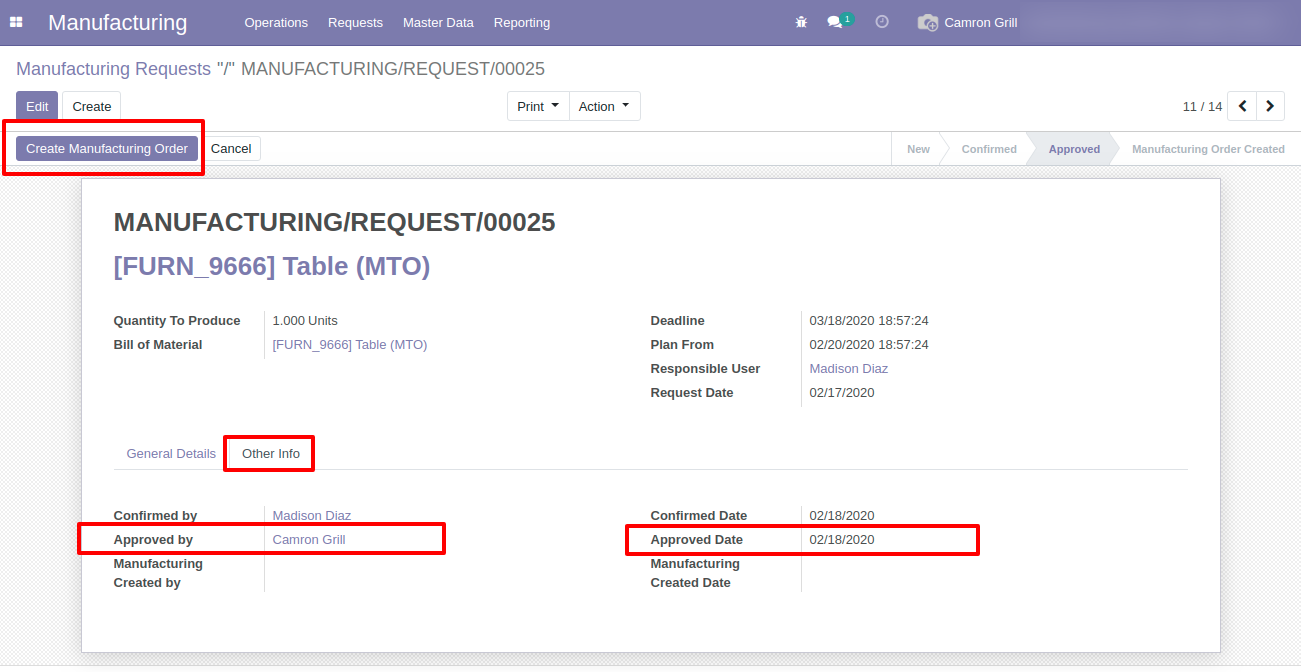 Manufacturing Operations Requests Master Data Reporting 1 Camron Grill
Manufacturing Requests "/" MANUFACTURING/REQUEST/00025
Edit Create Print Action 11 / 14
Create Manufacturing Order Cancel New Confirmed Approved Manufacturing Order Created
MANUFACTURING/REQUEST/00025
[FURN_9666] Table (MTO)
Quantity To Produce 1.000 Units Deadline 03/18/2020 18:57:24
Bill of Material [FURN_9666] Table (MTO) Plan From 02/20/2020 18:57:24
Responsible User Madison Diaz
Request Date 02/17/2020
General Details Other Info
Confirmed by Madison Diaz Confirmed Date 02/18/2020
Approved by Camron Grill Approved Date 02/18/2020
Manufacturing Manufacturing
Created by Created Date